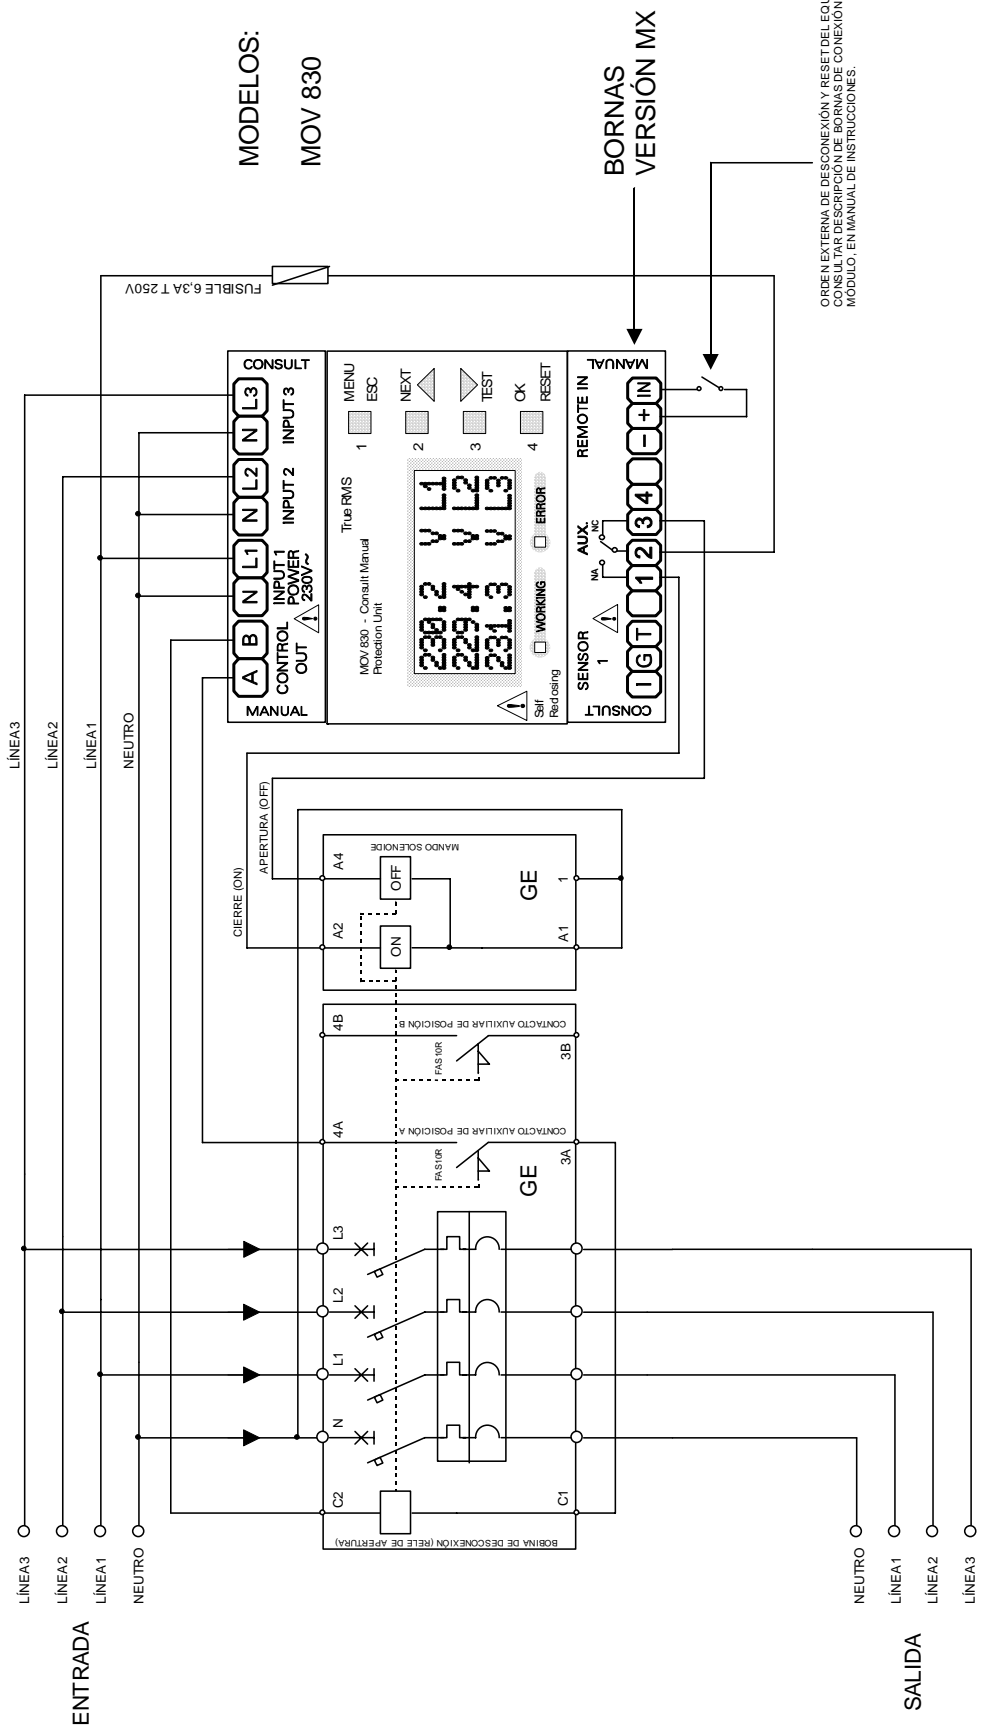 MODELOS:
MOV 830
BORNAS
VERSIÓN MX
ORDEN EXTERNA DE DESCONEXIÓN Y RESET DEL EQU
CONSULTAR DESCRIPCIÓN DE BORNAS DE CONEXIÓN
MÓDULO, EN MANUAL DE INSTRUCCIONES.
FUSIBLE 6,3A T 250V
LÍNEA3
LÍNEA2
LÍNEA1
NEUTRO
MANUAL
CONSULT
A
B
N
L1
N
L2
N
L3
CONTROL
OUT
INPUT 1
POWER
230V~
INPUT 2
INPUT 3
MOV 830 - Consult Manual
Protection Unit
True RMS
230.2 V L1
229.4 V L2
231.3 V L3
1
MENU
ESC
2
NEXT
3
TEST
4
OK
RESET
Self
Reclosing
WORKING
ERROR
CONSULT
MANUAL
SENSOR
1
AUX.
NA
NC
REMOTE IN
I
G
T
1
2
3
4
–
+
IN
CIERRE (ON)
APERTURA (OFF)
A2
A4
MANDO SOLENOIDE
ON
OFF
GE
A1
1
4B
CONTACTO AUXILIAR DE POSICIÓN B
FAS10R
3B
4A
CONTACTO AUXILIAR DE POSICIÓN A
FAS10R
3A
GE
C2
N
L1
L2
L3
C1
BOBINA DE DESCONEXIÓN (RELE DE APERTURA)
ENTRADA
LÍNEA3
LÍNEA2
LÍNEA1
NEUTRO
SALIDA
NEUTRO
LÍNEA1
LÍNEA2
LÍNEA3